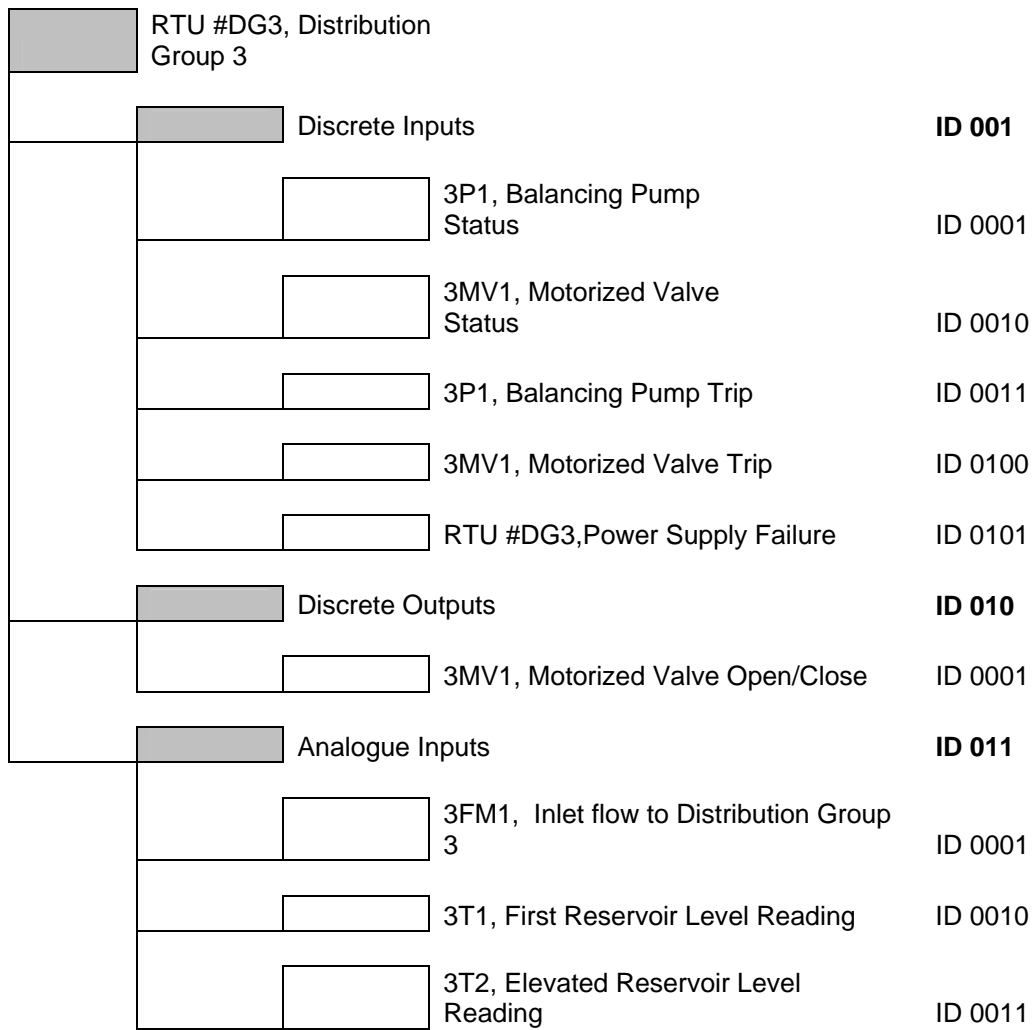 RTU #DG3, Distribution
Group 3
Discrete Inputs ID 001
3P1, Balancing Pump
Status ID 0001
3MV1, Motorized Valve
Status ID 0010
3P1, Balancing Pump Trip ID 0011
3MV1, Motorized Valve Trip ID 0100
RTU #DG3,Power Supply Failure ID 0101
Discrete Outputs ID 010
3MV1, Motorized Valve Open/Close ID 0001
Analogue Inputs ID 011
3FM1, Inlet flow to Distribution Group
3 ID 0001
3T1, First Reservoir Level Reading ID 0010
3T2, Elevated Reservoir Level
Reading ID 0011